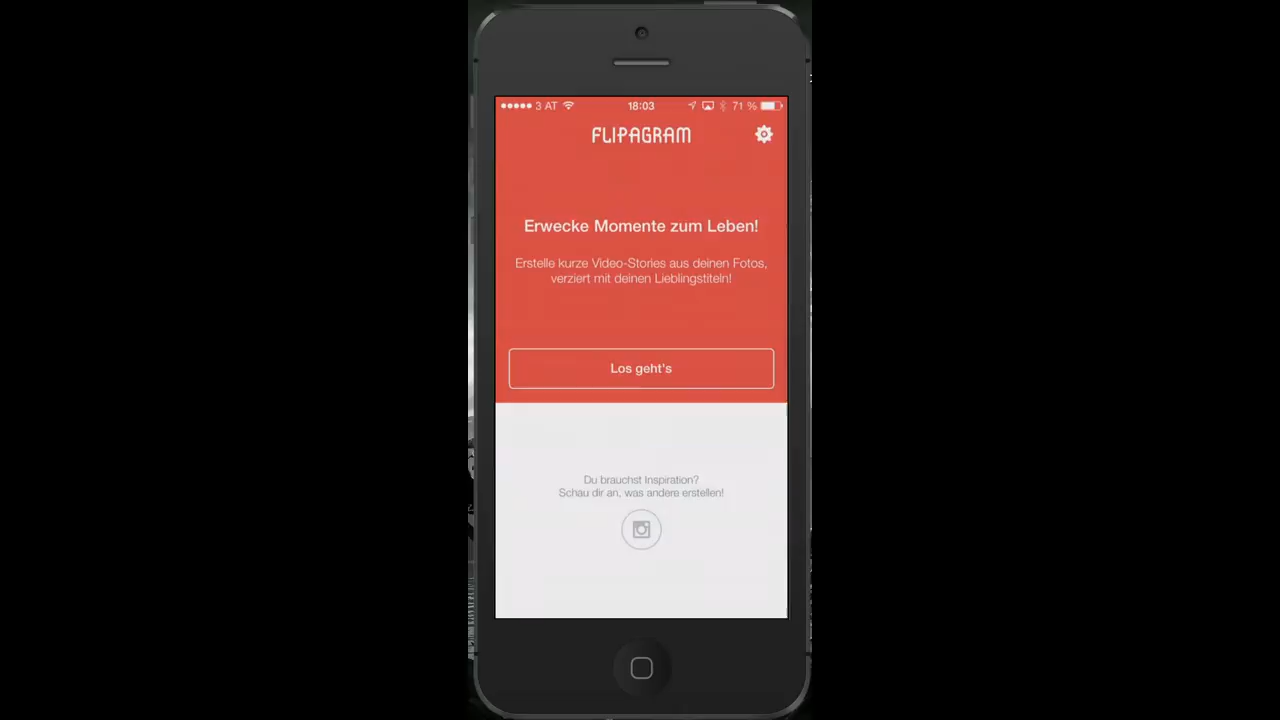 3 AT 18:03 71 %
FLIPAGRAM
Erwecke Momente zum Leben!
Erstelle kurze Video-Stories aus deinen Fotos,
verziert mit deinen Lieblingstiteln!
Los geht's
Du brauchst Inspiration?
Schau dir an, was andere erstellen!